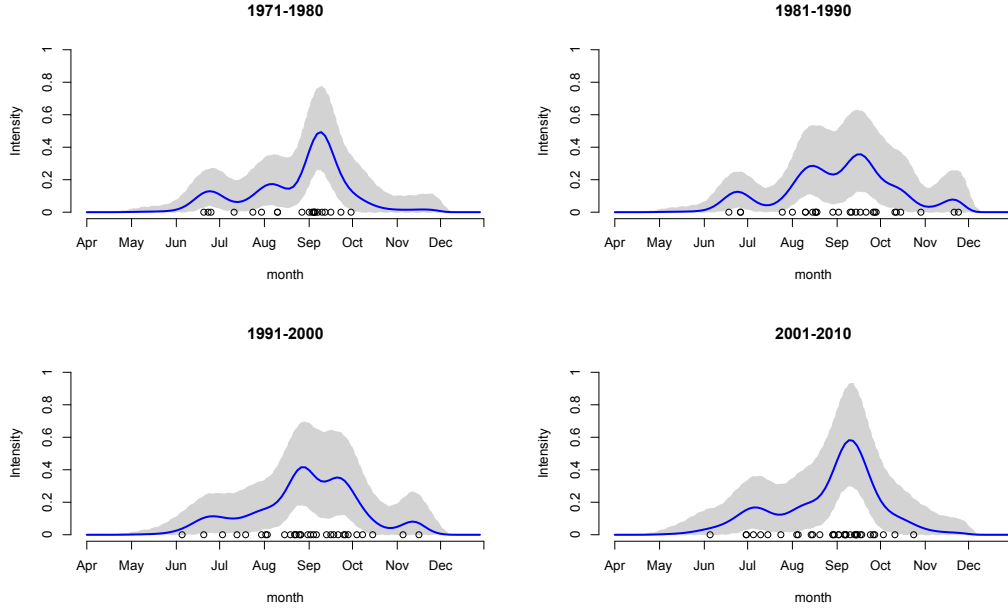 1971-1980
Intensity
0 0.2 0.4 0.6 0.8 1
Apr May Jun Jul Aug Sep Oct Nov Dec
month
1981-1990
Intensity
0 0.2 0.4 0.6 0.8 1
Apr May Jun Jul Aug Sep Oct Nov Dec
month
1991-2000
Intensity
0 0.2 0.4 0.6 0.8 1
Apr May Jun Jul Aug Sep Oct Nov Dec
month
2001-2010
Intensity
0 0.2 0.4 0.6 0.8 1
Apr May Jun Jul Aug Sep Oct Nov Dec
month